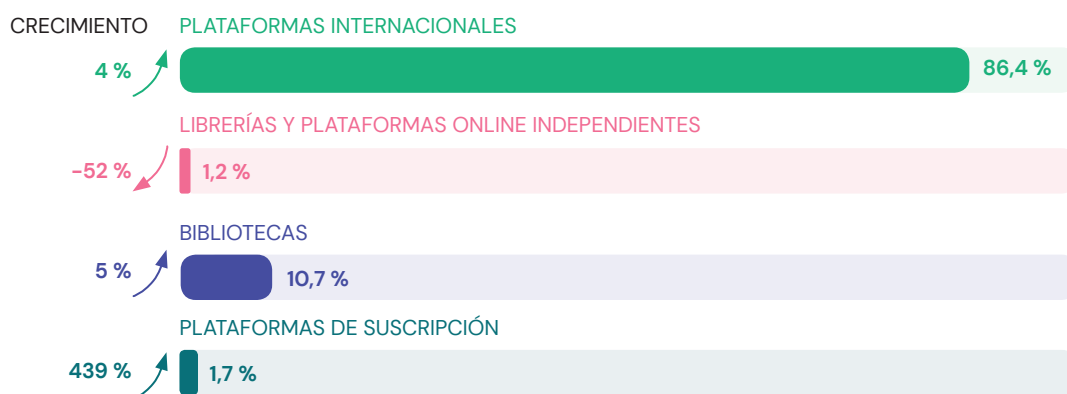 CRECIMIENTO PLATAFORMAS INTERNACIONALES
4 % 86,4 %
LIBRERÍAS Y PLATAFORMAS ONLINE INDEPENDIENTES
-52 % 1,2 %
BIBLIOTECAS
5 % 10,7 %
PLATAFORMAS DE SUSCRIPCIÓN
439 % 1,7 %